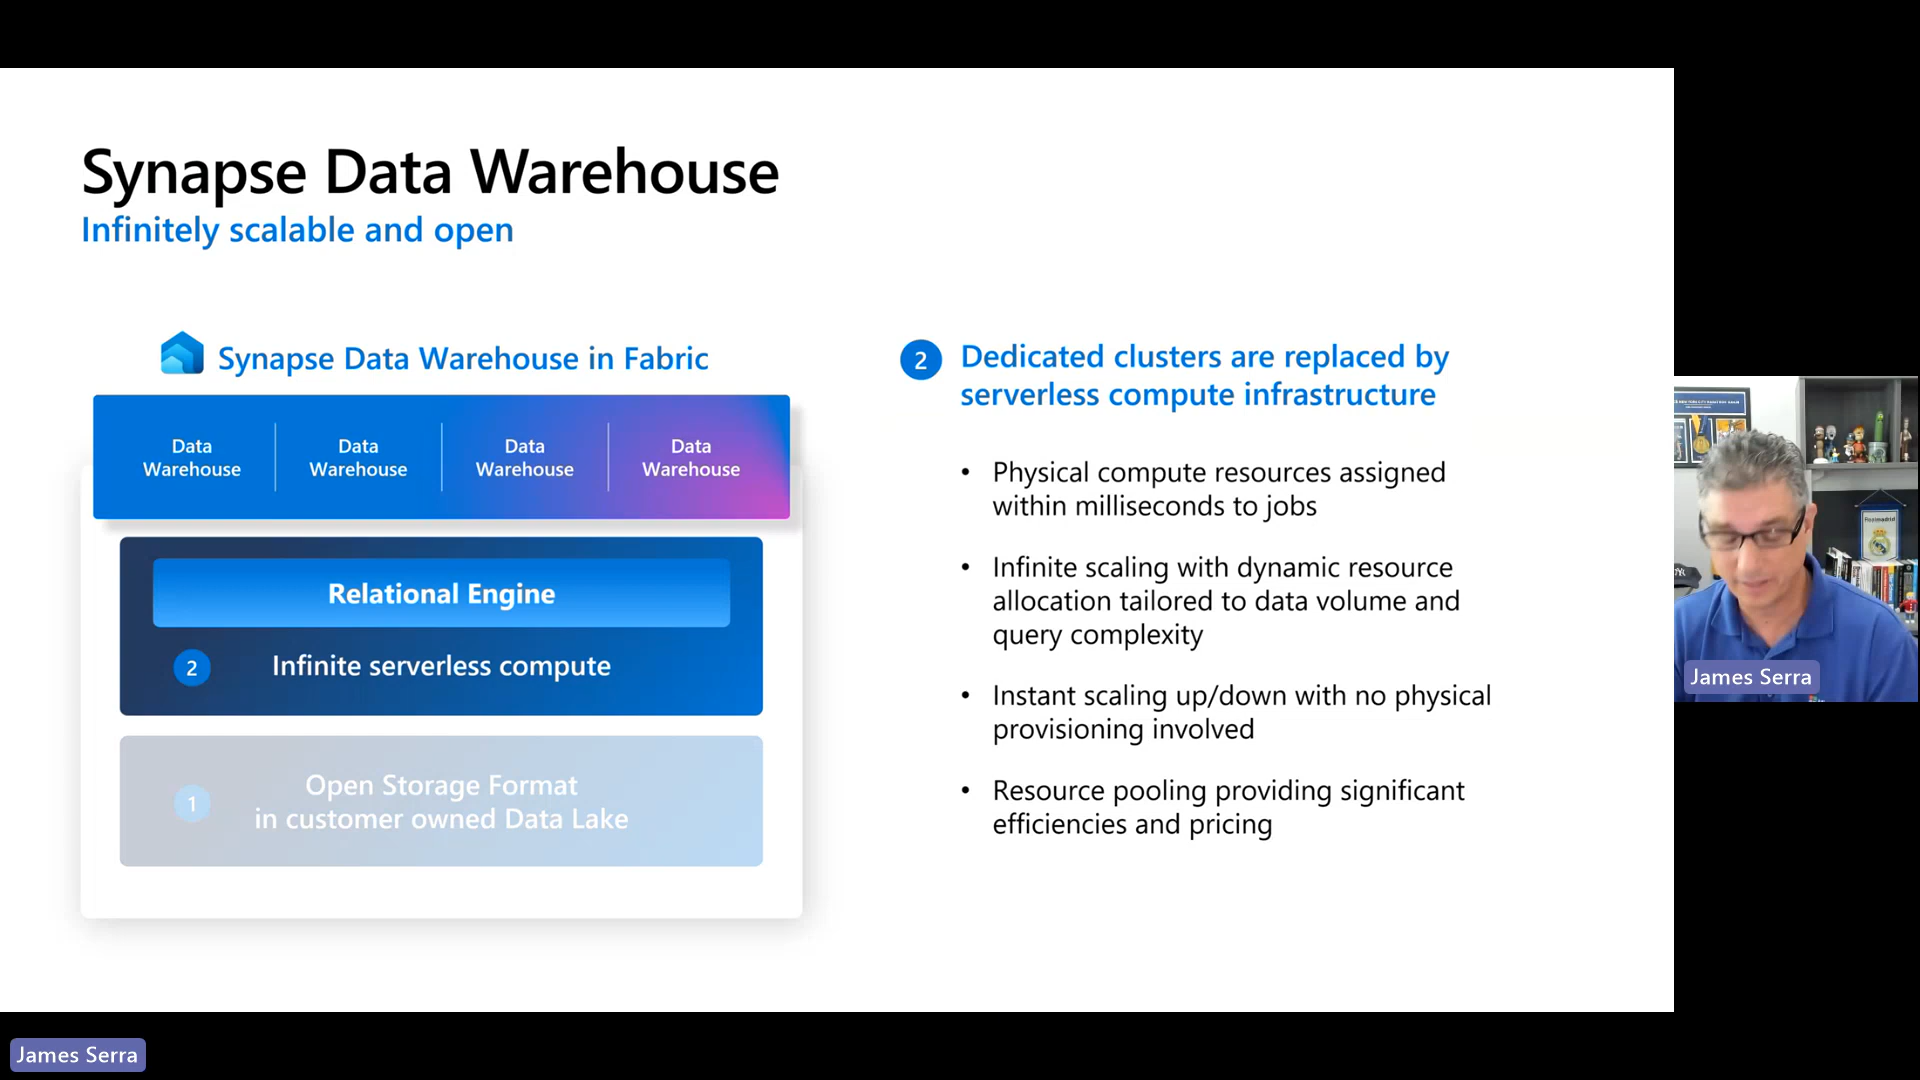 Synapse Data Warehouse
Infinitely scalable and open
Synapse Data Warehouse in Fabric
Data
Warehouse
Data
Warehouse
Data
Warehouse
Data
Warehouse
Relational Engine
2
Infinite serverless compute
1
Open Storage Format
in customer owned Data Lake
2
Dedicated clusters are replaced by
serverless compute infrastructure
• Physical compute resources assigned
within milliseconds to jobs
• Infinite scaling with dynamic resource
allocation tailored to data volume and
query complexity
• Instant scaling up/down with no physical
provisioning involved
• Resource pooling providing significant
efficiencies and pricing
James Serra
James Serra